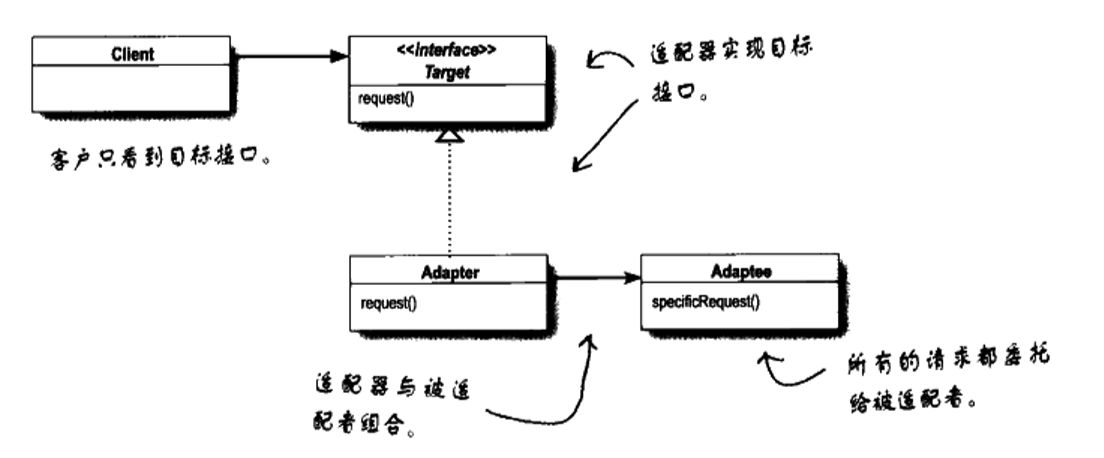 Client
<<interface>>
Target
request()
适配器实现目标
接口。
客户只看到目标接口。
Adapter
request()
Adaptee
specificRequest()
适配器与被适
配者组合。
所有的请求都委托
给被适配者。